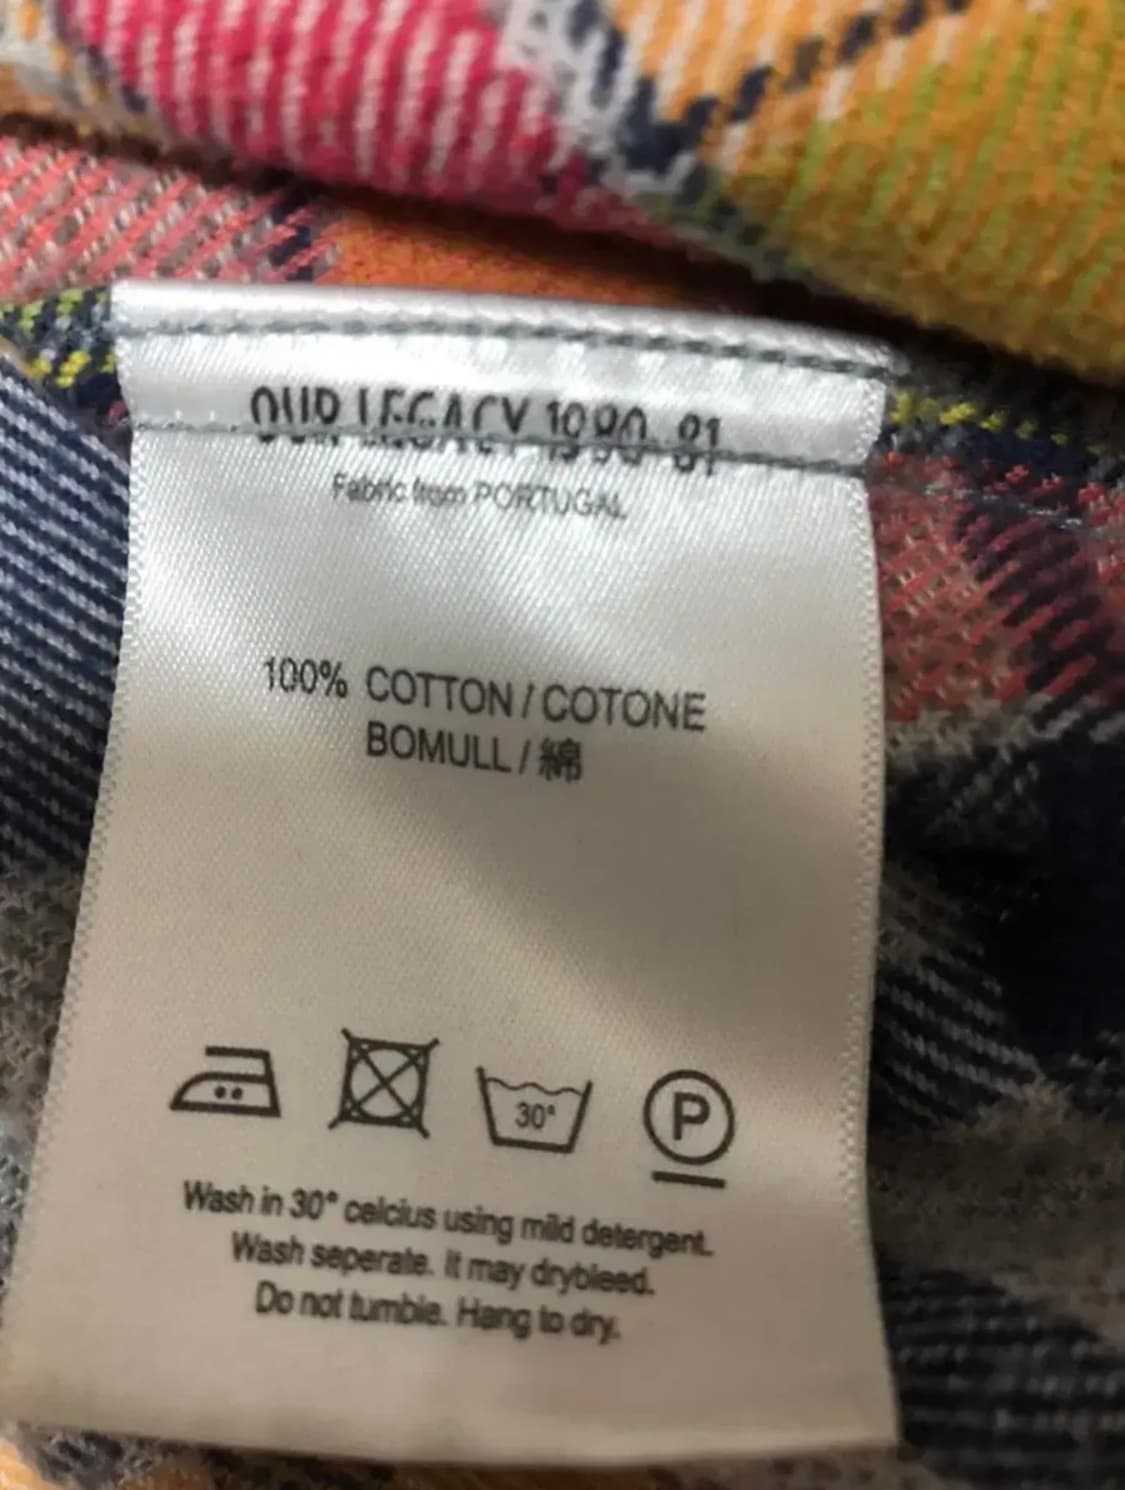 OUR LEGACY 1980-81
Fabric from PORTUGAL
100% COTTON / COTONE
BOMULL / 綿
30°
P
Wash in 30° celcius using mild detergent.
Wash seperate. It may drybleed.
Do not tumble. Hang to dry.